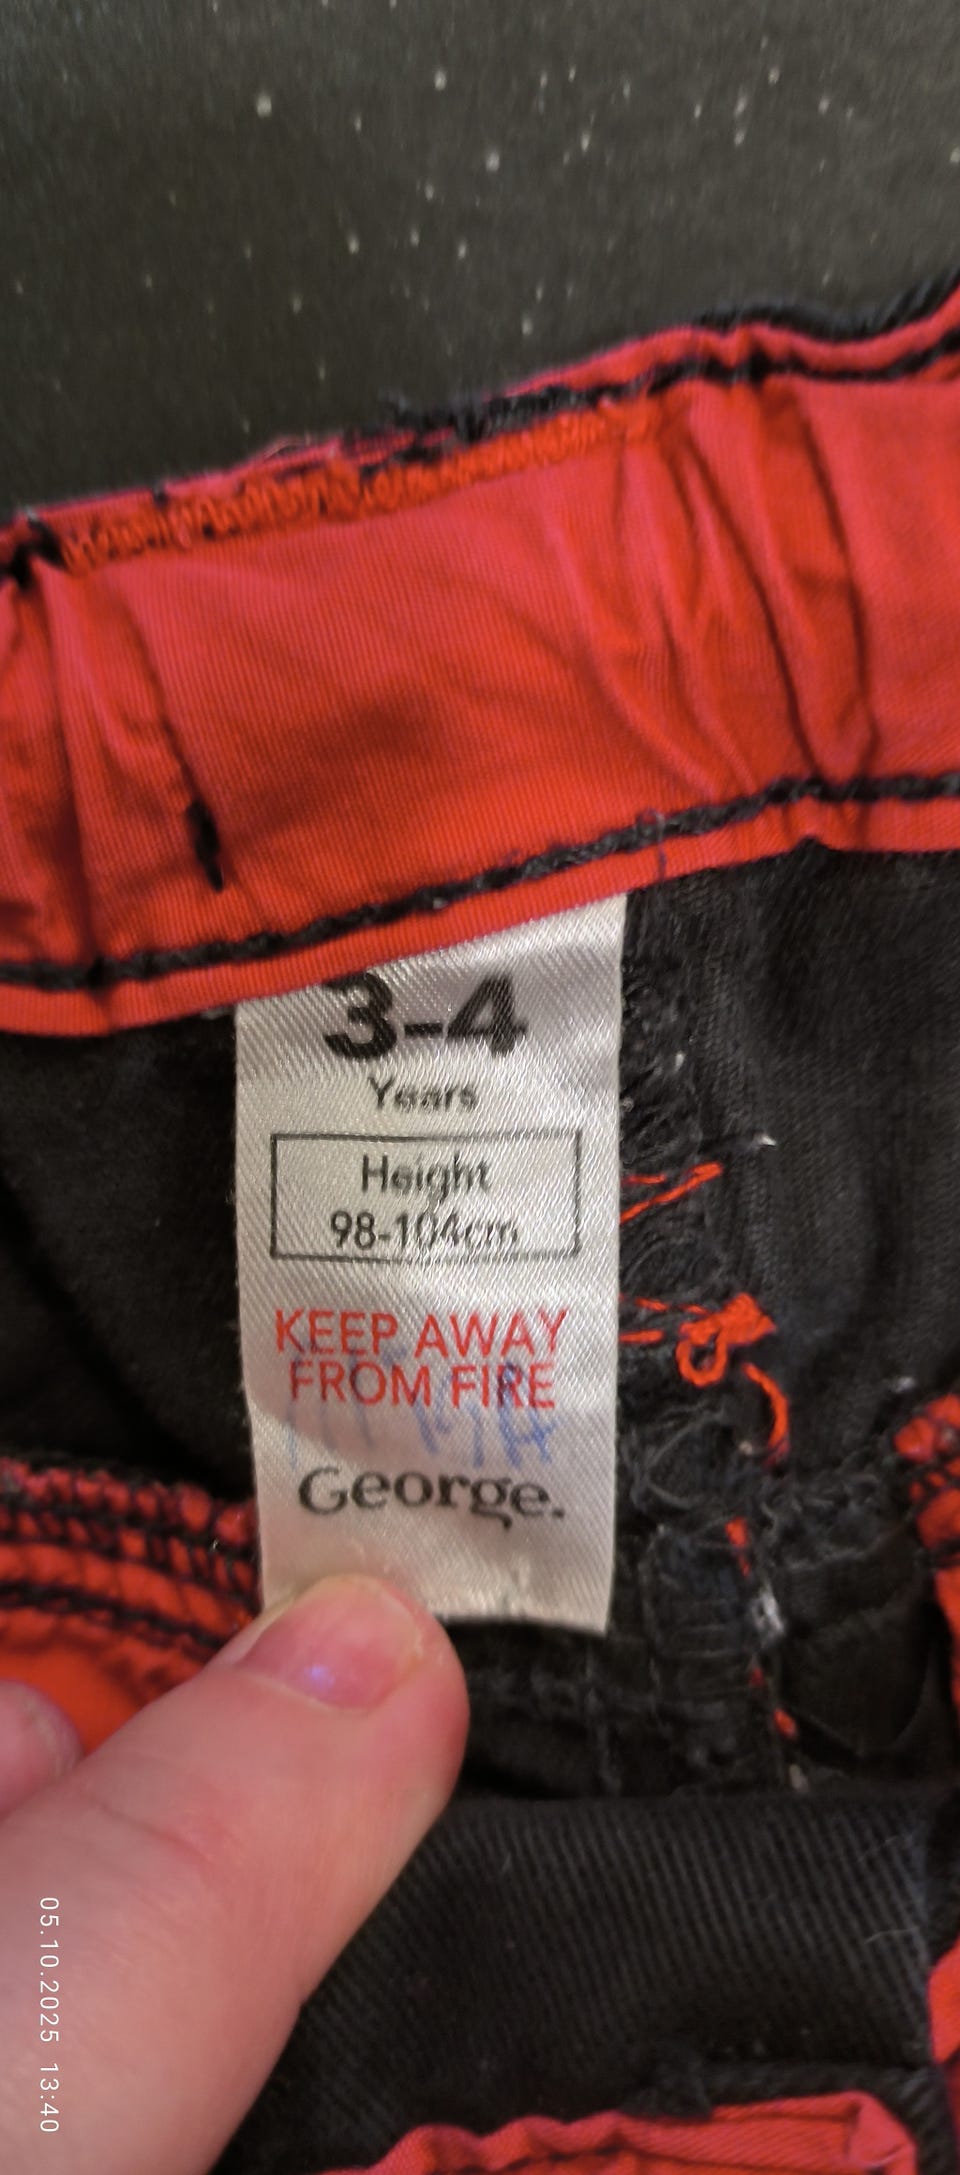 3-4
Years
Height
98-104cm
KEEP AWAY
FROM FIRE
George.
05.10.2025 13:40